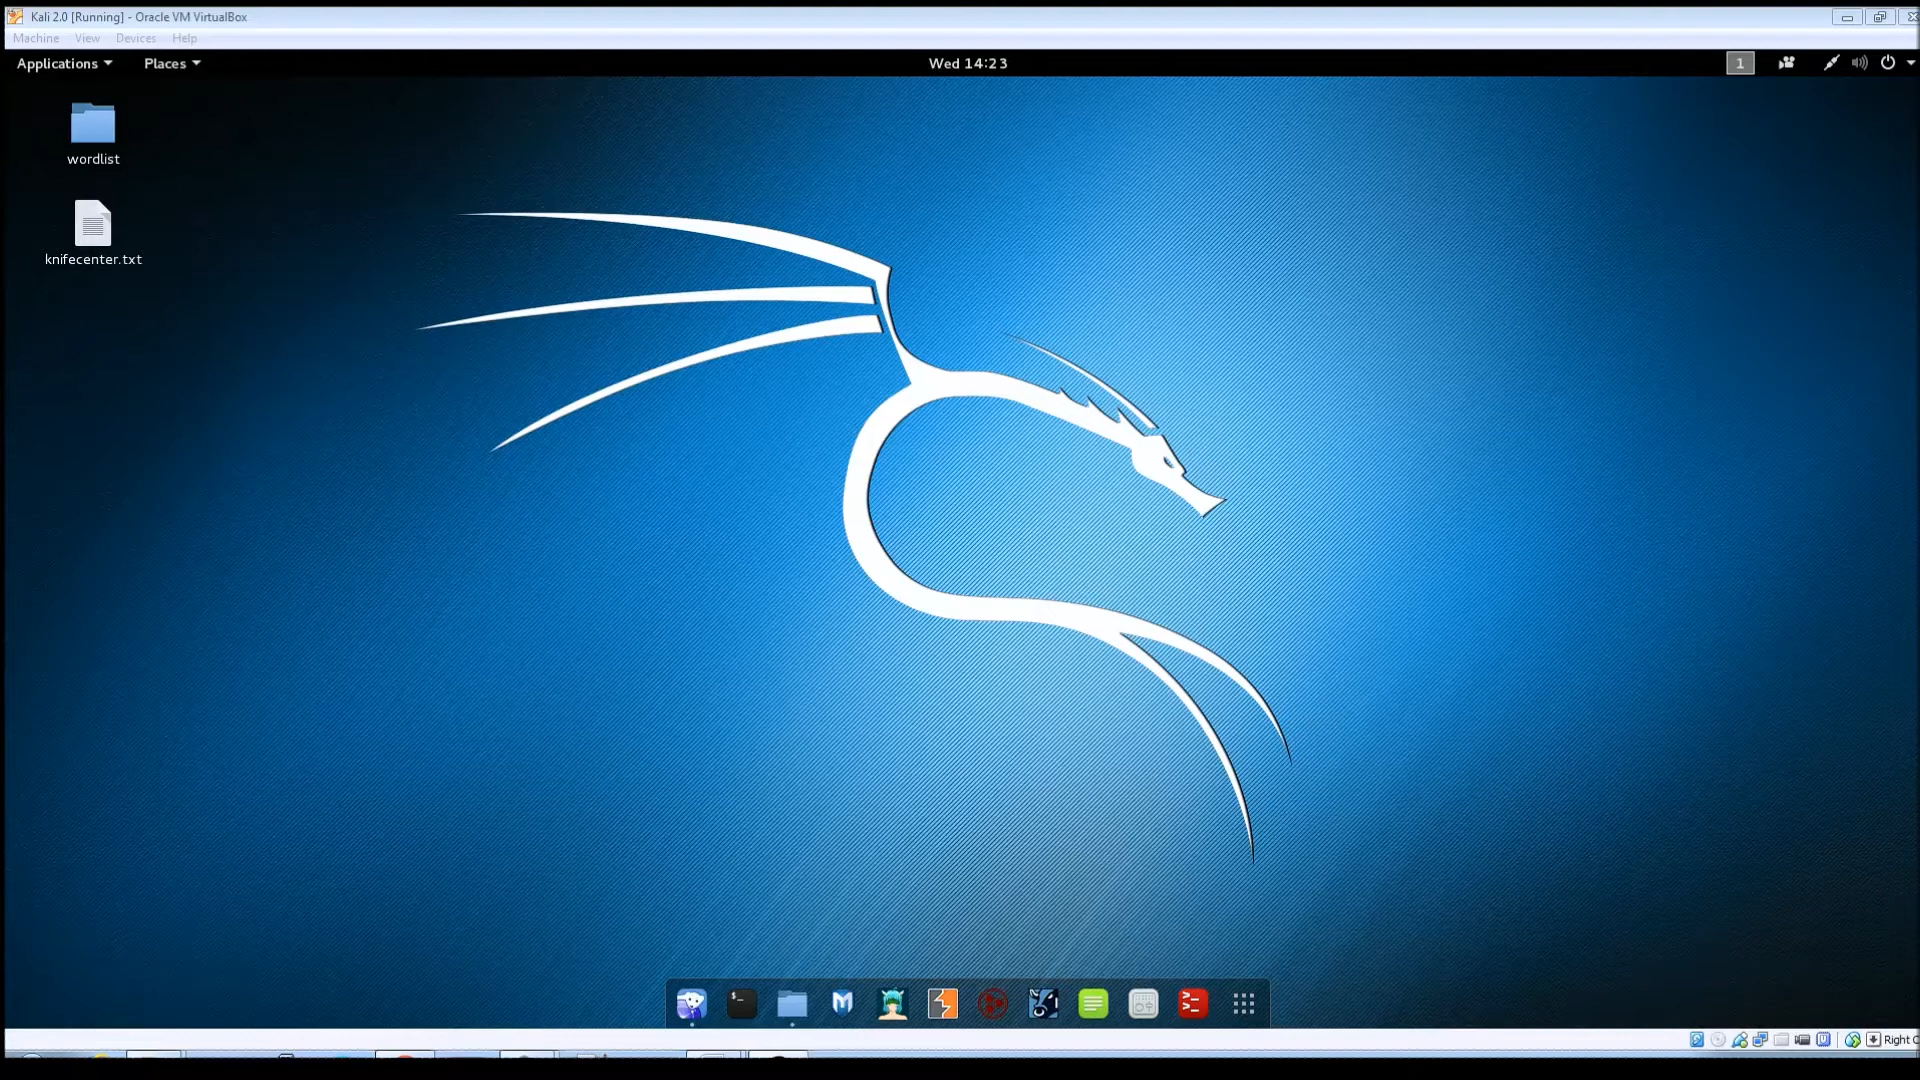 Kali 2.0 [Running] - Oracle VM VirtualBox
Machine View Devices Help
Applications Places Wed 14:23 1
wordlist
knifecenter.txt
Right C